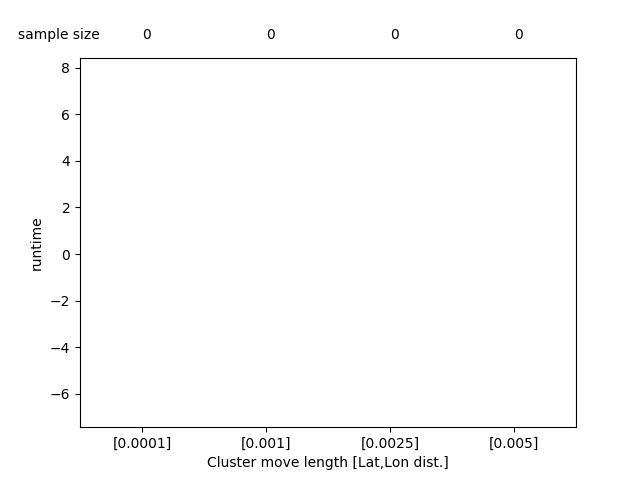 sample size 0 0 0 0
8
6
4
2
0
−2
−4
−6
runtime
[0.0001] [0.001] [0.0025] [0.005]
Cluster move length [Lat,Lon dist.]